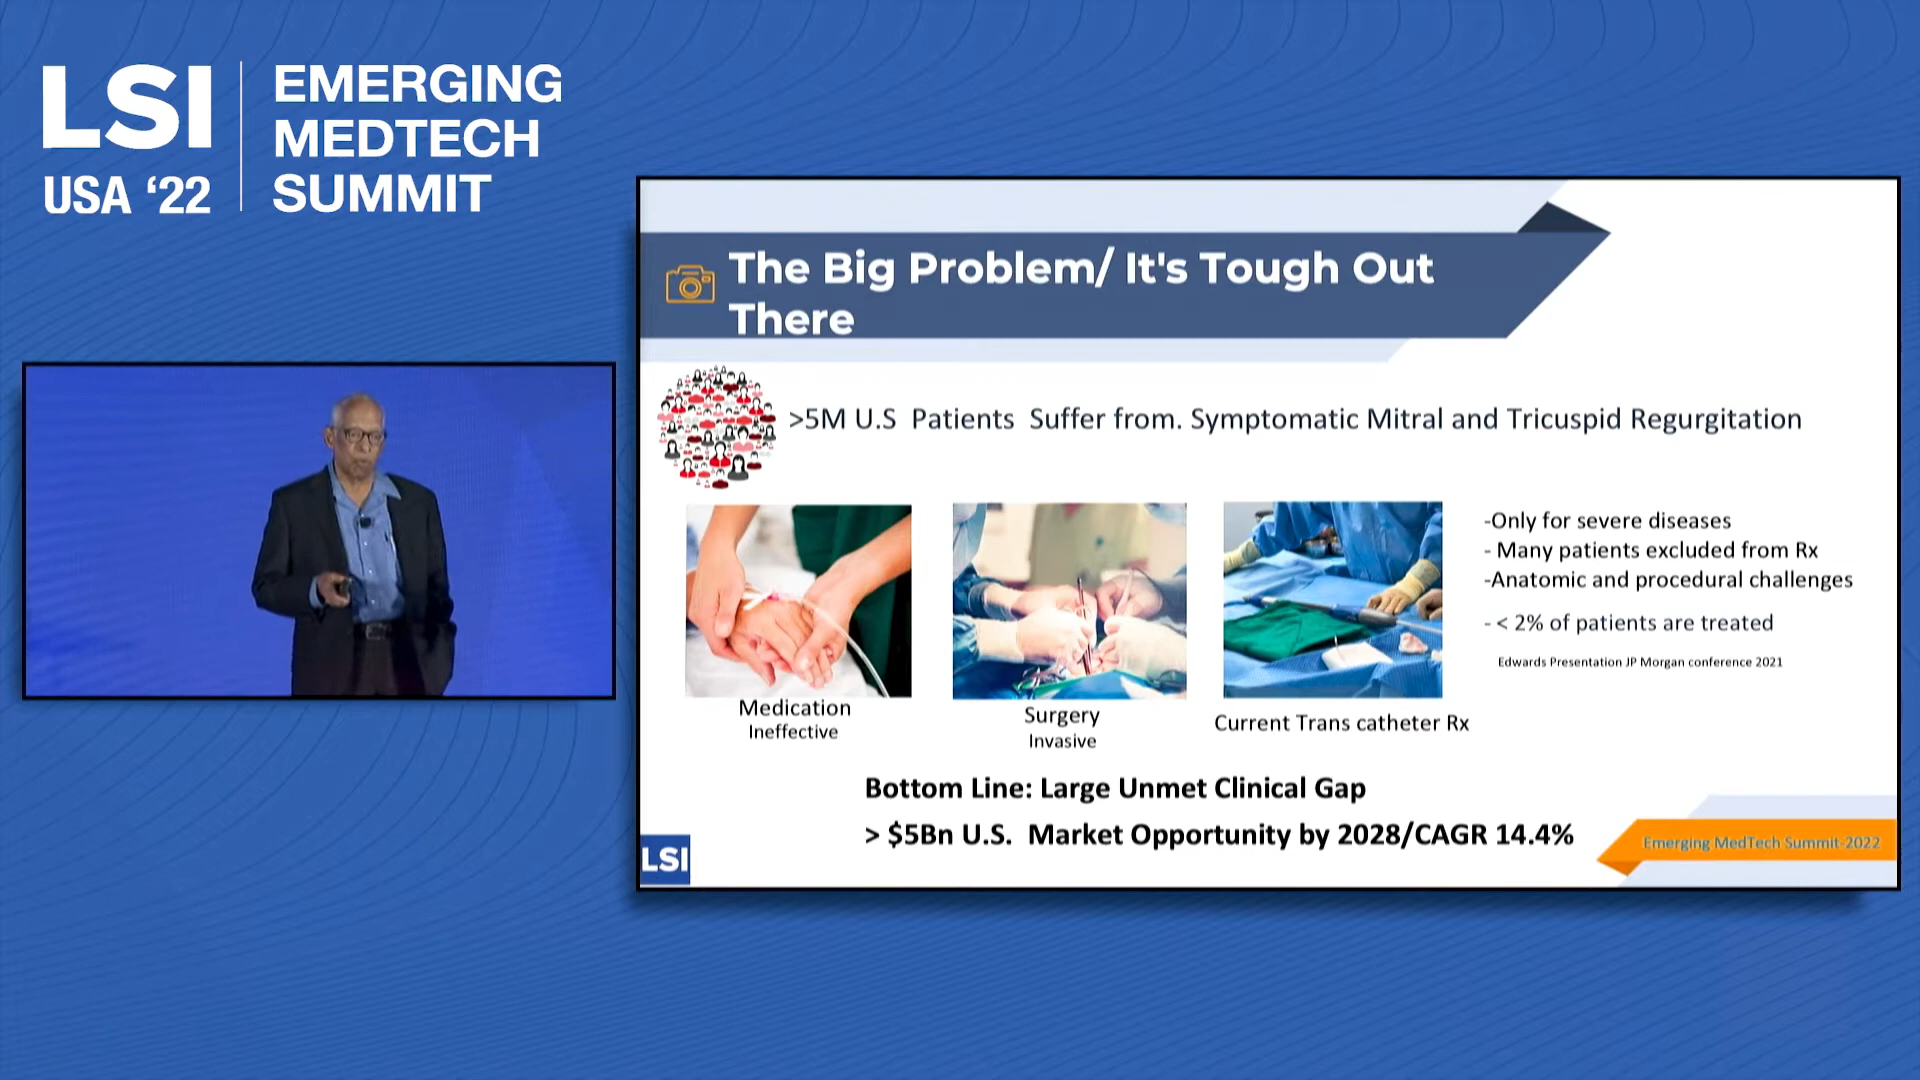 LSI
USA ‘22
EMERGING
MEDTECH
SUMMIT
The Big Problem/ It's Tough Out
There
>5M U.S Patients Suffer from. Symptomatic Mitral and Tricuspid Regurgitation
-Only for severe diseases
- Many patients excluded from Rx
-Anatomic and procedural challenges
- < 2% of patients are treated
Edwards Presentation JP Morgan conference 2021
Medication
Ineffective
Surgery
Invasive
Current Trans catheter Rx
Bottom Line: Large Unmet Clinical Gap
> $5Bn U.S. Market Opportunity by 2028/CAGR 14.4%
LSI
Emerging MedTech Summit-2022